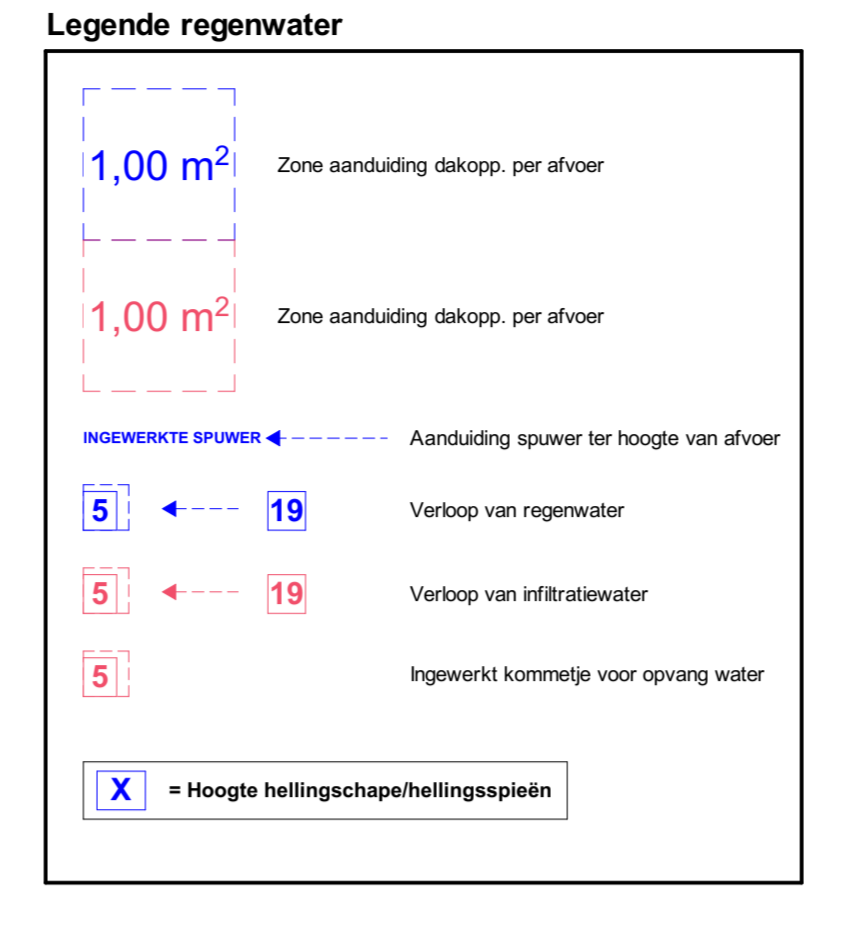 Legende regenwater
1,00 m² Zone aanduiding dakopp. per afvoer
1,00 m² Zone aanduiding dakopp. per afvoer
INGEWERKTE SPUWER Aanduiding spuwer ter hoogte van afvoer
5 19 Verloop van regenwater
5 19 Verloop van infiltratiewater
5 Ingewerkt kommetje voor opvang water
X = Hoogte hellingschape/hellingsspieën